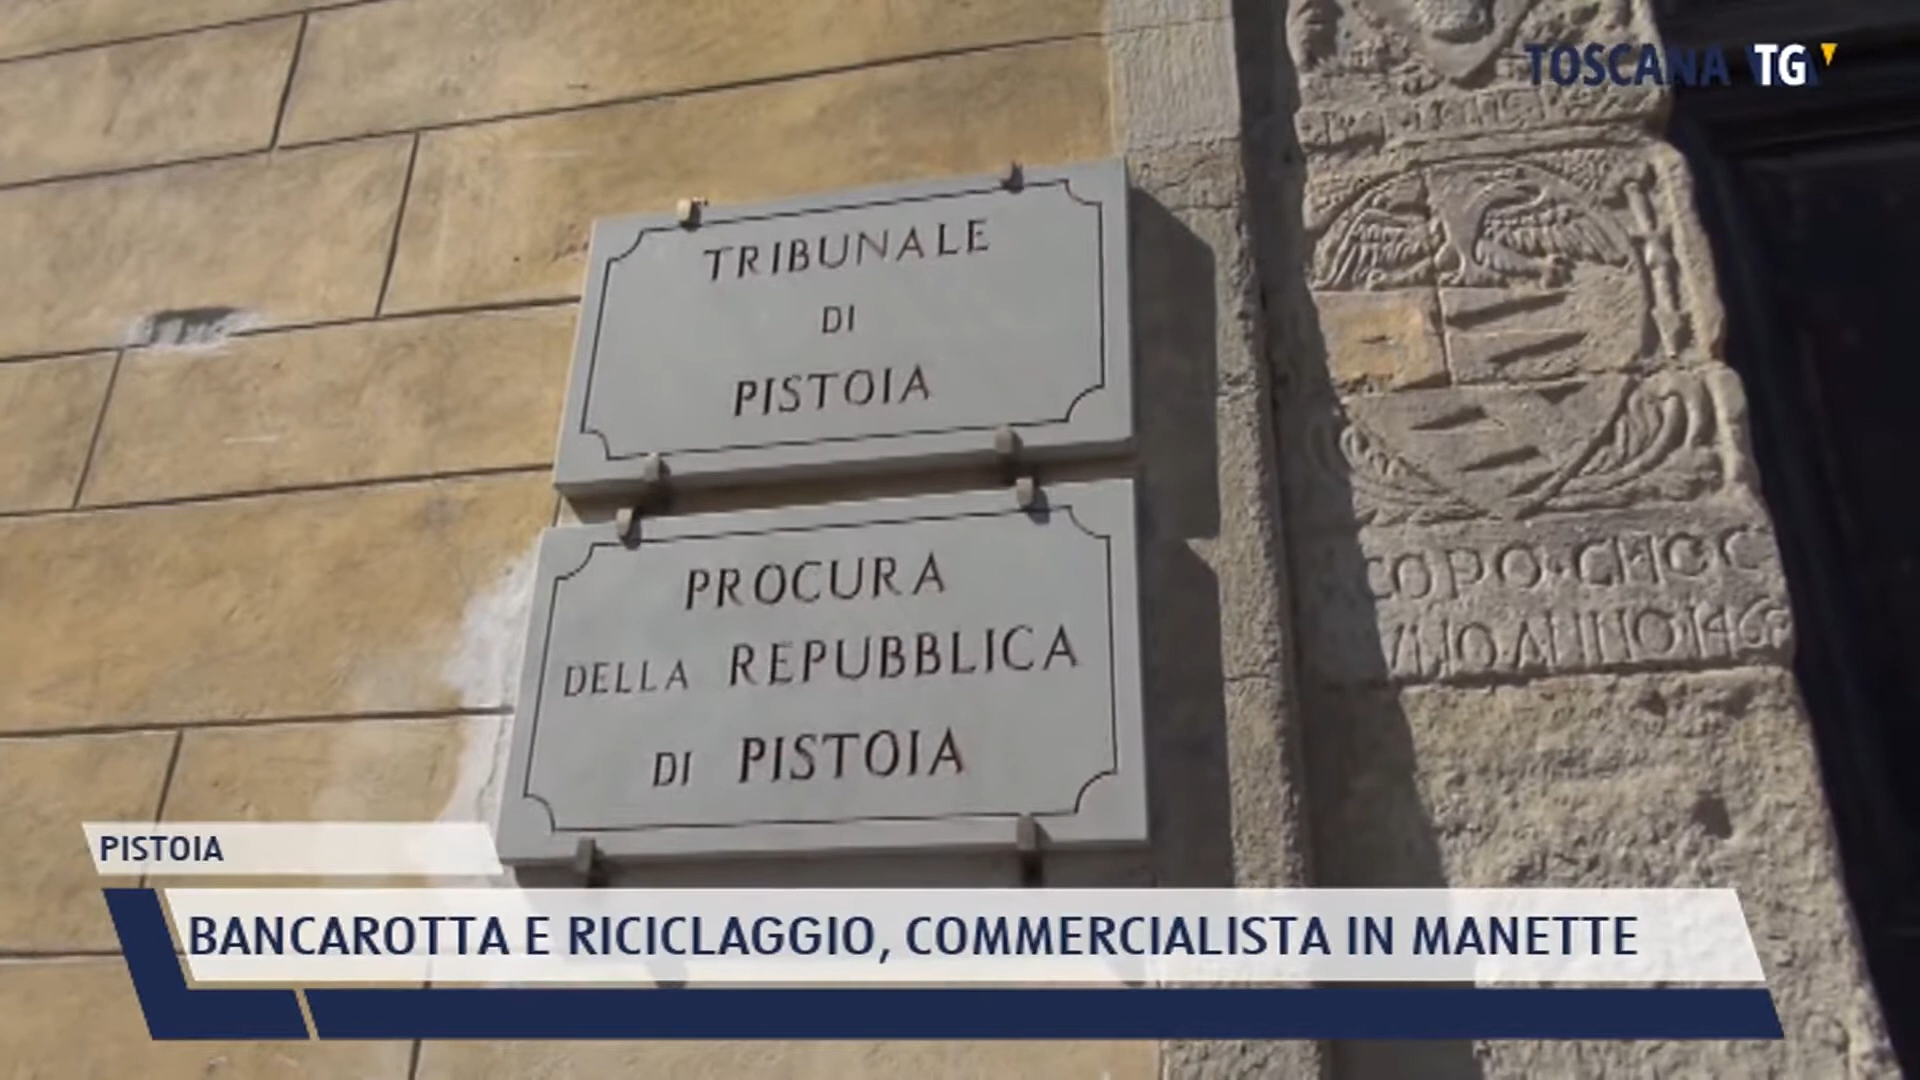 TOSCANA TG
TRIBUNALE
DI
PISTOIA
PROCURA
DELLA REPUBBLICA
DI PISTOIA
PISTOIA
BANCAROTTA E RICICLAGGIO, COMMERCIALISTA IN MANETTE